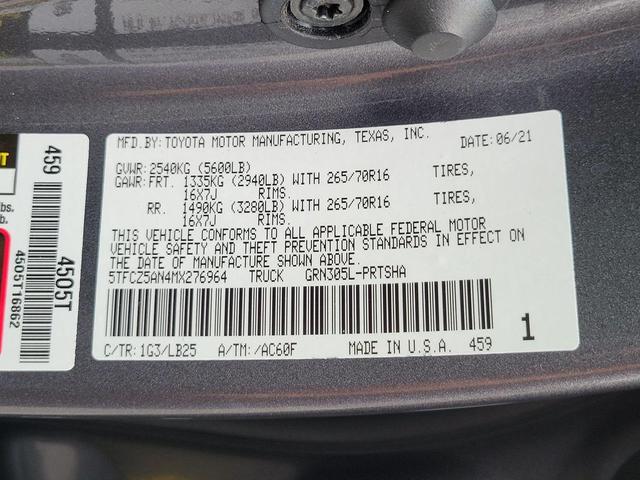 MFD.BY: TOYOTA MOTOR MANUFACTURING, TEXAS, INC. DATE: 06/21
GVWR: 2540KG (5600LB)
GAWR: FRT. 1335KG (2940LB) WITH 265/70R16 TIRES,
16X7J RIMS.
RR. 1490KG (3280LB) WITH 265/70R16 TIRES,
16X7J RIMS.
THIS VEHICLE CONFORMS TO ALL APPLICABLE FEDERAL MOTOR
VEHICLE SAFETY AND THEFT PREVENTION STANDARDS IN EFFECT ON
THE DATE OF MANUFACTURE SHOWN ABOVE.
5TFCZ5AN4MX276964 TRUCK GRN305L-PRTSHA
C/TR: 1G3/LB25 A/TM: /AC60F MADE IN U.S.A. 459
1
459
4505T
4505T16862
lbs.
lb.